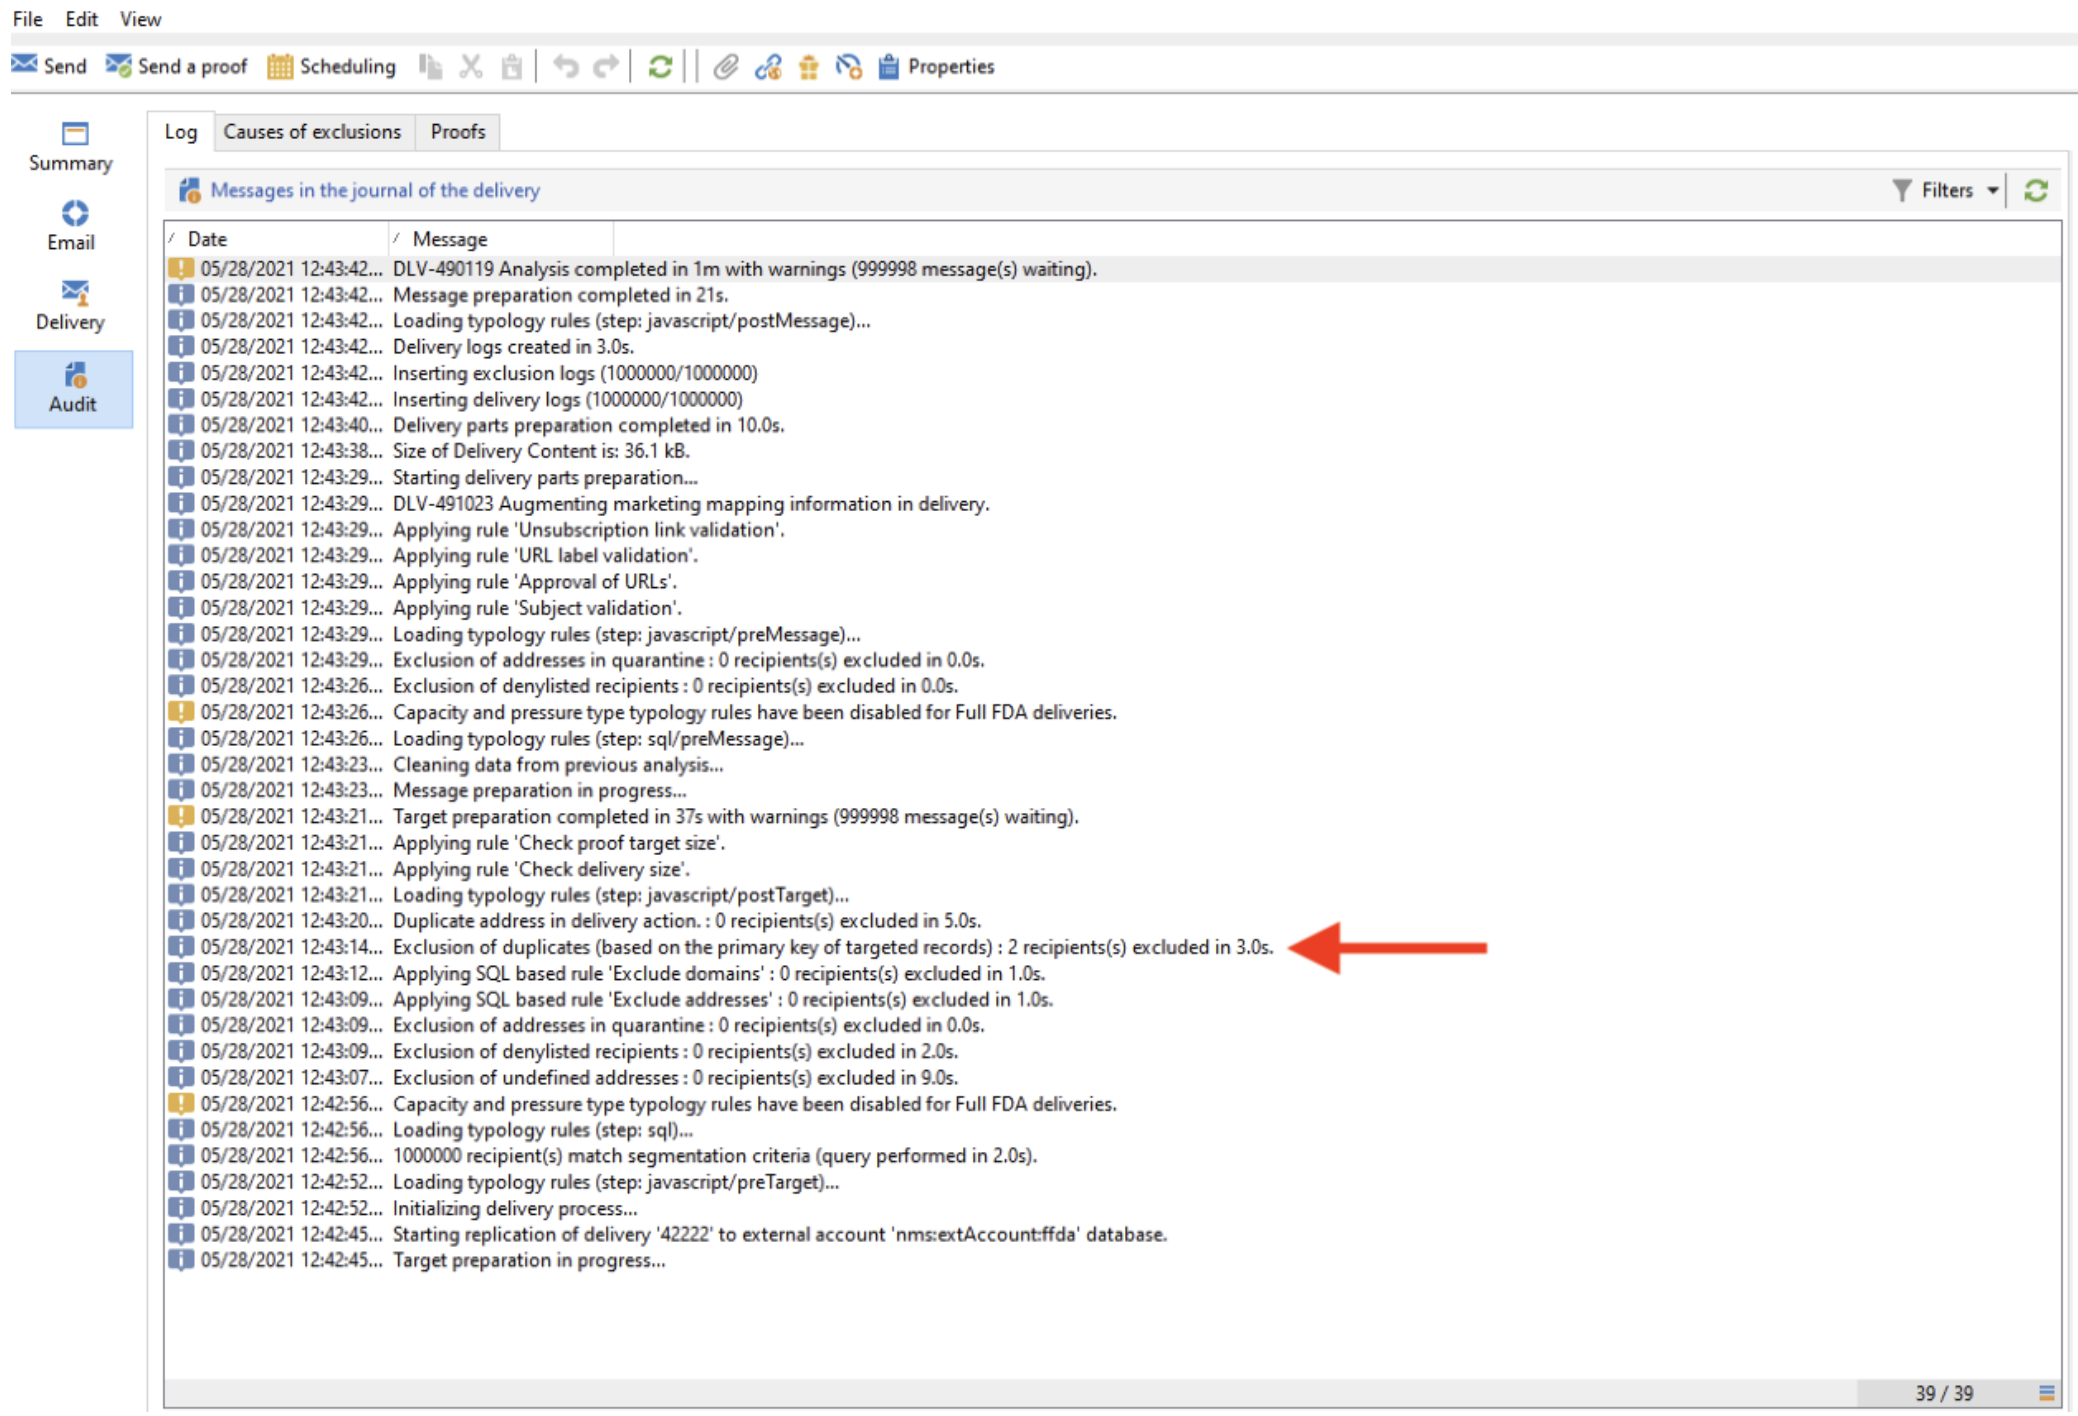 File Edit View
Send Send a proof Scheduling Properties
Log Causes of exclusions Proofs
Summary
Email
Delivery
Audit
Messages in the journal of the delivery Filters
Date Message
05/28/2021 12:43:42... DLV-490119 Analysis completed in 1m with warnings (999998 message(s) waiting).
05/28/2021 12:43:42... Message preparation completed in 21s.
05/28/2021 12:43:42... Loading typology rules (step: javascript/postMessage)...
05/28/2021 12:43:42... Delivery logs created in 3.0s.
05/28/2021 12:43:42... Inserting exclusion logs (1000000/1000000)
05/28/2021 12:43:42... Inserting delivery logs (1000000/1000000)
05/28/2021 12:43:40... Delivery parts preparation completed in 10.0s.
05/28/2021 12:43:38... Size of Delivery Content is: 36.1 kB.
05/28/2021 12:43:29... Starting delivery parts preparation...
05/28/2021 12:43:29... DLV-491023 Augmenting marketing mapping information in delivery.
05/28/2021 12:43:29... Applying rule 'Unsubscription link validation'.
05/28/2021 12:43:29... Applying rule 'URL label validation'.
05/28/2021 12:43:29... Applying rule 'Approval of URLs'.
05/28/2021 12:43:29... Applying rule 'Subject validation'.
05/28/2021 12:43:29... Loading typology rules (step: javascript/preMessage)...
05/28/2021 12:43:29... Exclusion of addresses in quarantine : 0 recipients(s) excluded in 0.0s.
05/28/2021 12:43:26... Exclusion of denylisted recipients : 0 recipients(s) excluded in 0.0s.
05/28/2021 12:43:26... Capacity and pressure type typology rules have been disabled for Full FDA deliveries.
05/28/2021 12:43:26... Loading typology rules (step: sql/preMessage)...
05/28/2021 12:43:23... Cleaning data from previous analysis...
05/28/2021 12:43:23... Message preparation in progress...
05/28/2021 12:43:21... Target preparation completed in 37s with warnings (999998 message(s) waiting).
05/28/2021 12:43:21... Applying rule 'Check proof target size'.
05/28/2021 12:43:21... Applying rule 'Check delivery size'.
05/28/2021 12:43:21... Loading typology rules (step: javascript/postTarget)...
05/28/2021 12:43:20... Duplicate address in delivery action. : 0 recipients(s) excluded in 5.0s.
05/28/2021 12:43:14... Exclusion of duplicates (based on the primary key of targeted records) : 2 recipients(s) excluded in 3.0s.
05/28/2021 12:43:12... Applying SQL based rule 'Exclude domains' : 0 recipients(s) excluded in 1.0s.
05/28/2021 12:43:09... Applying SQL based rule 'Exclude addresses' : 0 recipients(s) excluded in 1.0s.
05/28/2021 12:43:09... Exclusion of addresses in quarantine : 0 recipients(s) excluded in 0.0s.
05/28/2021 12:43:09... Exclusion of denylisted recipients : 0 recipients(s) excluded in 2.0s.
05/28/2021 12:43:07... Exclusion of undefined addresses : 0 recipients(s) excluded in 9.0s.
05/28/2021 12:42:56... Capacity and pressure type typology rules have been disabled for Full FDA deliveries.
05/28/2021 12:42:56... Loading typology rules (step: sql)...
05/28/2021 12:42:56... 1000000 recipient(s) match segmentation criteria (query performed in 2.0s).
05/28/2021 12:42:52... Loading typology rules (step: javascript/preTarget)...
05/28/2021 12:42:52... Initializing delivery process...
05/28/2021 12:42:45... Starting replication of delivery '42222' to external account 'nms:extAccount:ffda' database.
05/28/2021 12:42:45... Target preparation in progress...
39 / 39